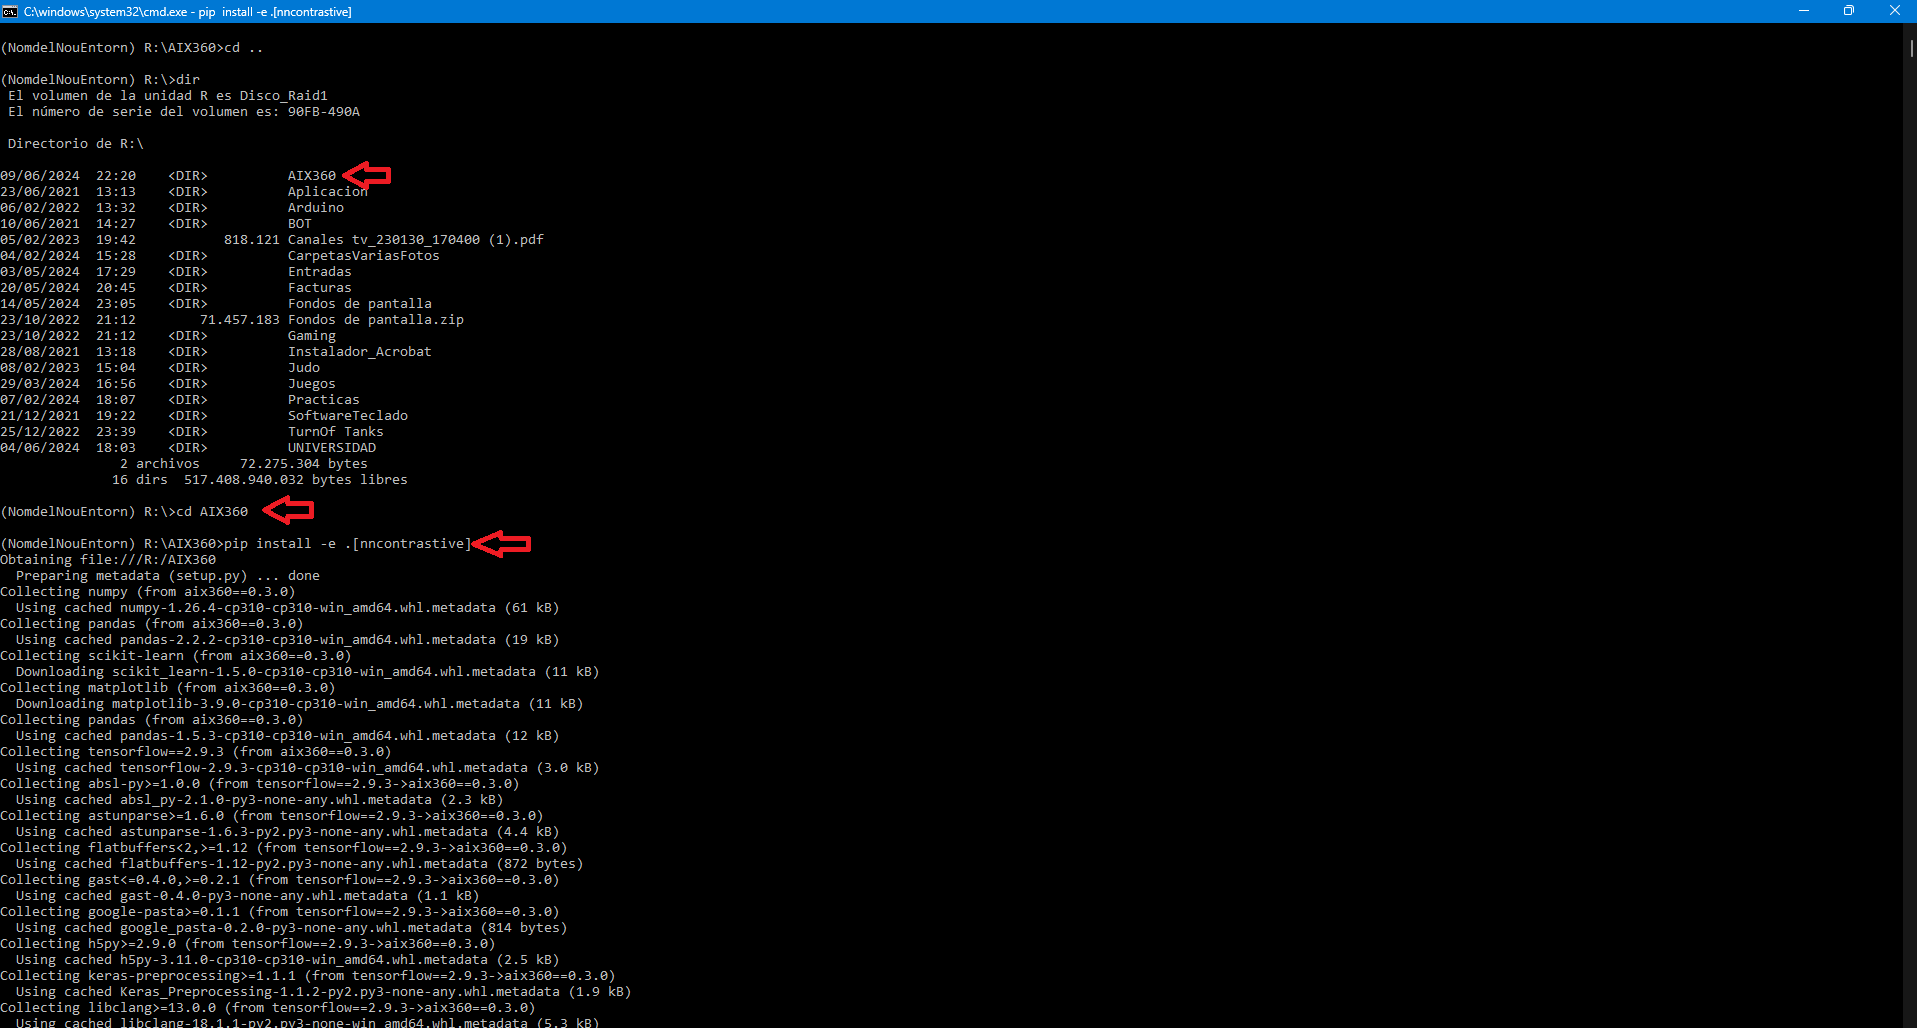 C:\windows\system32\cmd.exe - pip  install -e .[nncontrastive]
(NomdelNouEntorn) R:\AIX360>cd ..
(NomdelNouEntorn) R:\>dir
El volumen de la unidad R es Disco_Raid1
El número de serie del volumen es: 90FB-490A
Directorio de R:\
09/06/2024  22:20    <DIR>          AIX360
23/06/2021  13:13    <DIR>          Aplicacion
06/02/2022  13:32    <DIR>          Arduino
10/06/2021  14:27    <DIR>          BOT
05/02/2023  19:42           818.121 Canales tv_230130_170400 (1).pdf
04/02/2024  15:28    <DIR>          CarpetasVariasFotos
03/05/2024  17:29    <DIR>          Entradas
20/05/2024  20:45    <DIR>          Facturas
14/05/2024  23:05    <DIR>          Fondos de pantalla
23/10/2022  21:12        71.457.183 Fondos de pantalla.zip
23/10/2022  21:12    <DIR>          Gaming
28/08/2021  13:18    <DIR>          Instalador_Acrobat
08/02/2023  15:04    <DIR>          Judo
29/03/2024  16:56    <DIR>          Juegos
07/02/2024  18:07    <DIR>          Practicas
21/12/2021  19:22    <DIR>          SoftwareTeclado
25/12/2022  23:39    <DIR>          TurnOf Tanks
04/06/2024  18:03    <DIR>          UNIVERSIDAD
2 archivos     72.275.304 bytes
16 dirs  517.408.940.032 bytes libres
(NomdelNouEntorn) R:\>cd AIX360
(NomdelNouEntorn) R:\AIX360>pip install -e .[nncontrastive]
Obtaining file:///R:/AIX360
Preparing metadata (setup.py) ... done
Collecting numpy (from aix360==0.3.0)
Using cached numpy-1.26.4-cp310-cp310-win_amd64.whl.metadata (61 kB)
Collecting pandas (from aix360==0.3.0)
Using cached pandas-2.2.2-cp310-cp310-win_amd64.whl.metadata (19 kB)
Collecting scikit-learn (from aix360==0.3.0)
Downloading scikit_learn-1.5.0-cp310-cp310-win_amd64.whl.metadata (11 kB)
Collecting matplotlib (from aix360==0.3.0)
Downloading matplotlib-3.9.0-cp310-cp310-win_amd64.whl.metadata (11 kB)
Collecting pandas (from aix360==0.3.0)
Using cached pandas-1.5.3-cp310-cp310-win_amd64.whl.metadata (12 kB)
Collecting tensorflow==2.9.3 (from aix360==0.3.0)
Using cached tensorflow-2.9.3-cp310-cp310-win_amd64.whl.metadata (3.0 kB)
Collecting absl-py>=1.0.0 (from tensorflow==2.9.3->aix360==0.3.0)
Using cached absl_py-2.1.0-py3-none-any.whl.metadata (2.3 kB)
Collecting astunparse>=1.6.0 (from tensorflow==2.9.3->aix360==0.3.0)
Using cached astunparse-1.6.3-py2.py3-none-any.whl.metadata (4.4 kB)
Collecting flatbuffers<2,>=1.12 (from tensorflow==2.9.3->aix360==0.3.0)
Using cached flatbuffers-1.12-py2.py3-none-any.whl.metadata (872 bytes)
Collecting gast<=0.4.0,>=0.2.1 (from tensorflow==2.9.3->aix360==0.3.0)
Using cached gast-0.4.0-py3-none-any.whl.metadata (1.1 kB)
Collecting google-pasta>=0.1.1 (from tensorflow==2.9.3->aix360==0.3.0)
Using cached google_pasta-0.2.0-py3-none-any.whl.metadata (814 bytes)
Collecting h5py>=2.9.0 (from tensorflow==2.9.3->aix360==0.3.0)
Using cached h5py-3.11.0-cp310-cp310-win_amd64.whl.metadata (2.5 kB)
Collecting keras-preprocessing>=1.1.1 (from tensorflow==2.9.3->aix360==0.3.0)
Using cached Keras_Preprocessing-1.1.2-py2.py3-none-any.whl.metadata (1.9 kB)
Collecting libclang>=13.0.0 (from tensorflow==2.9.3->aix360==0.3.0)
Using cached libclang-18.1.1-py2.py3-none-win_amd64.whl.metadata (5.3 kB)